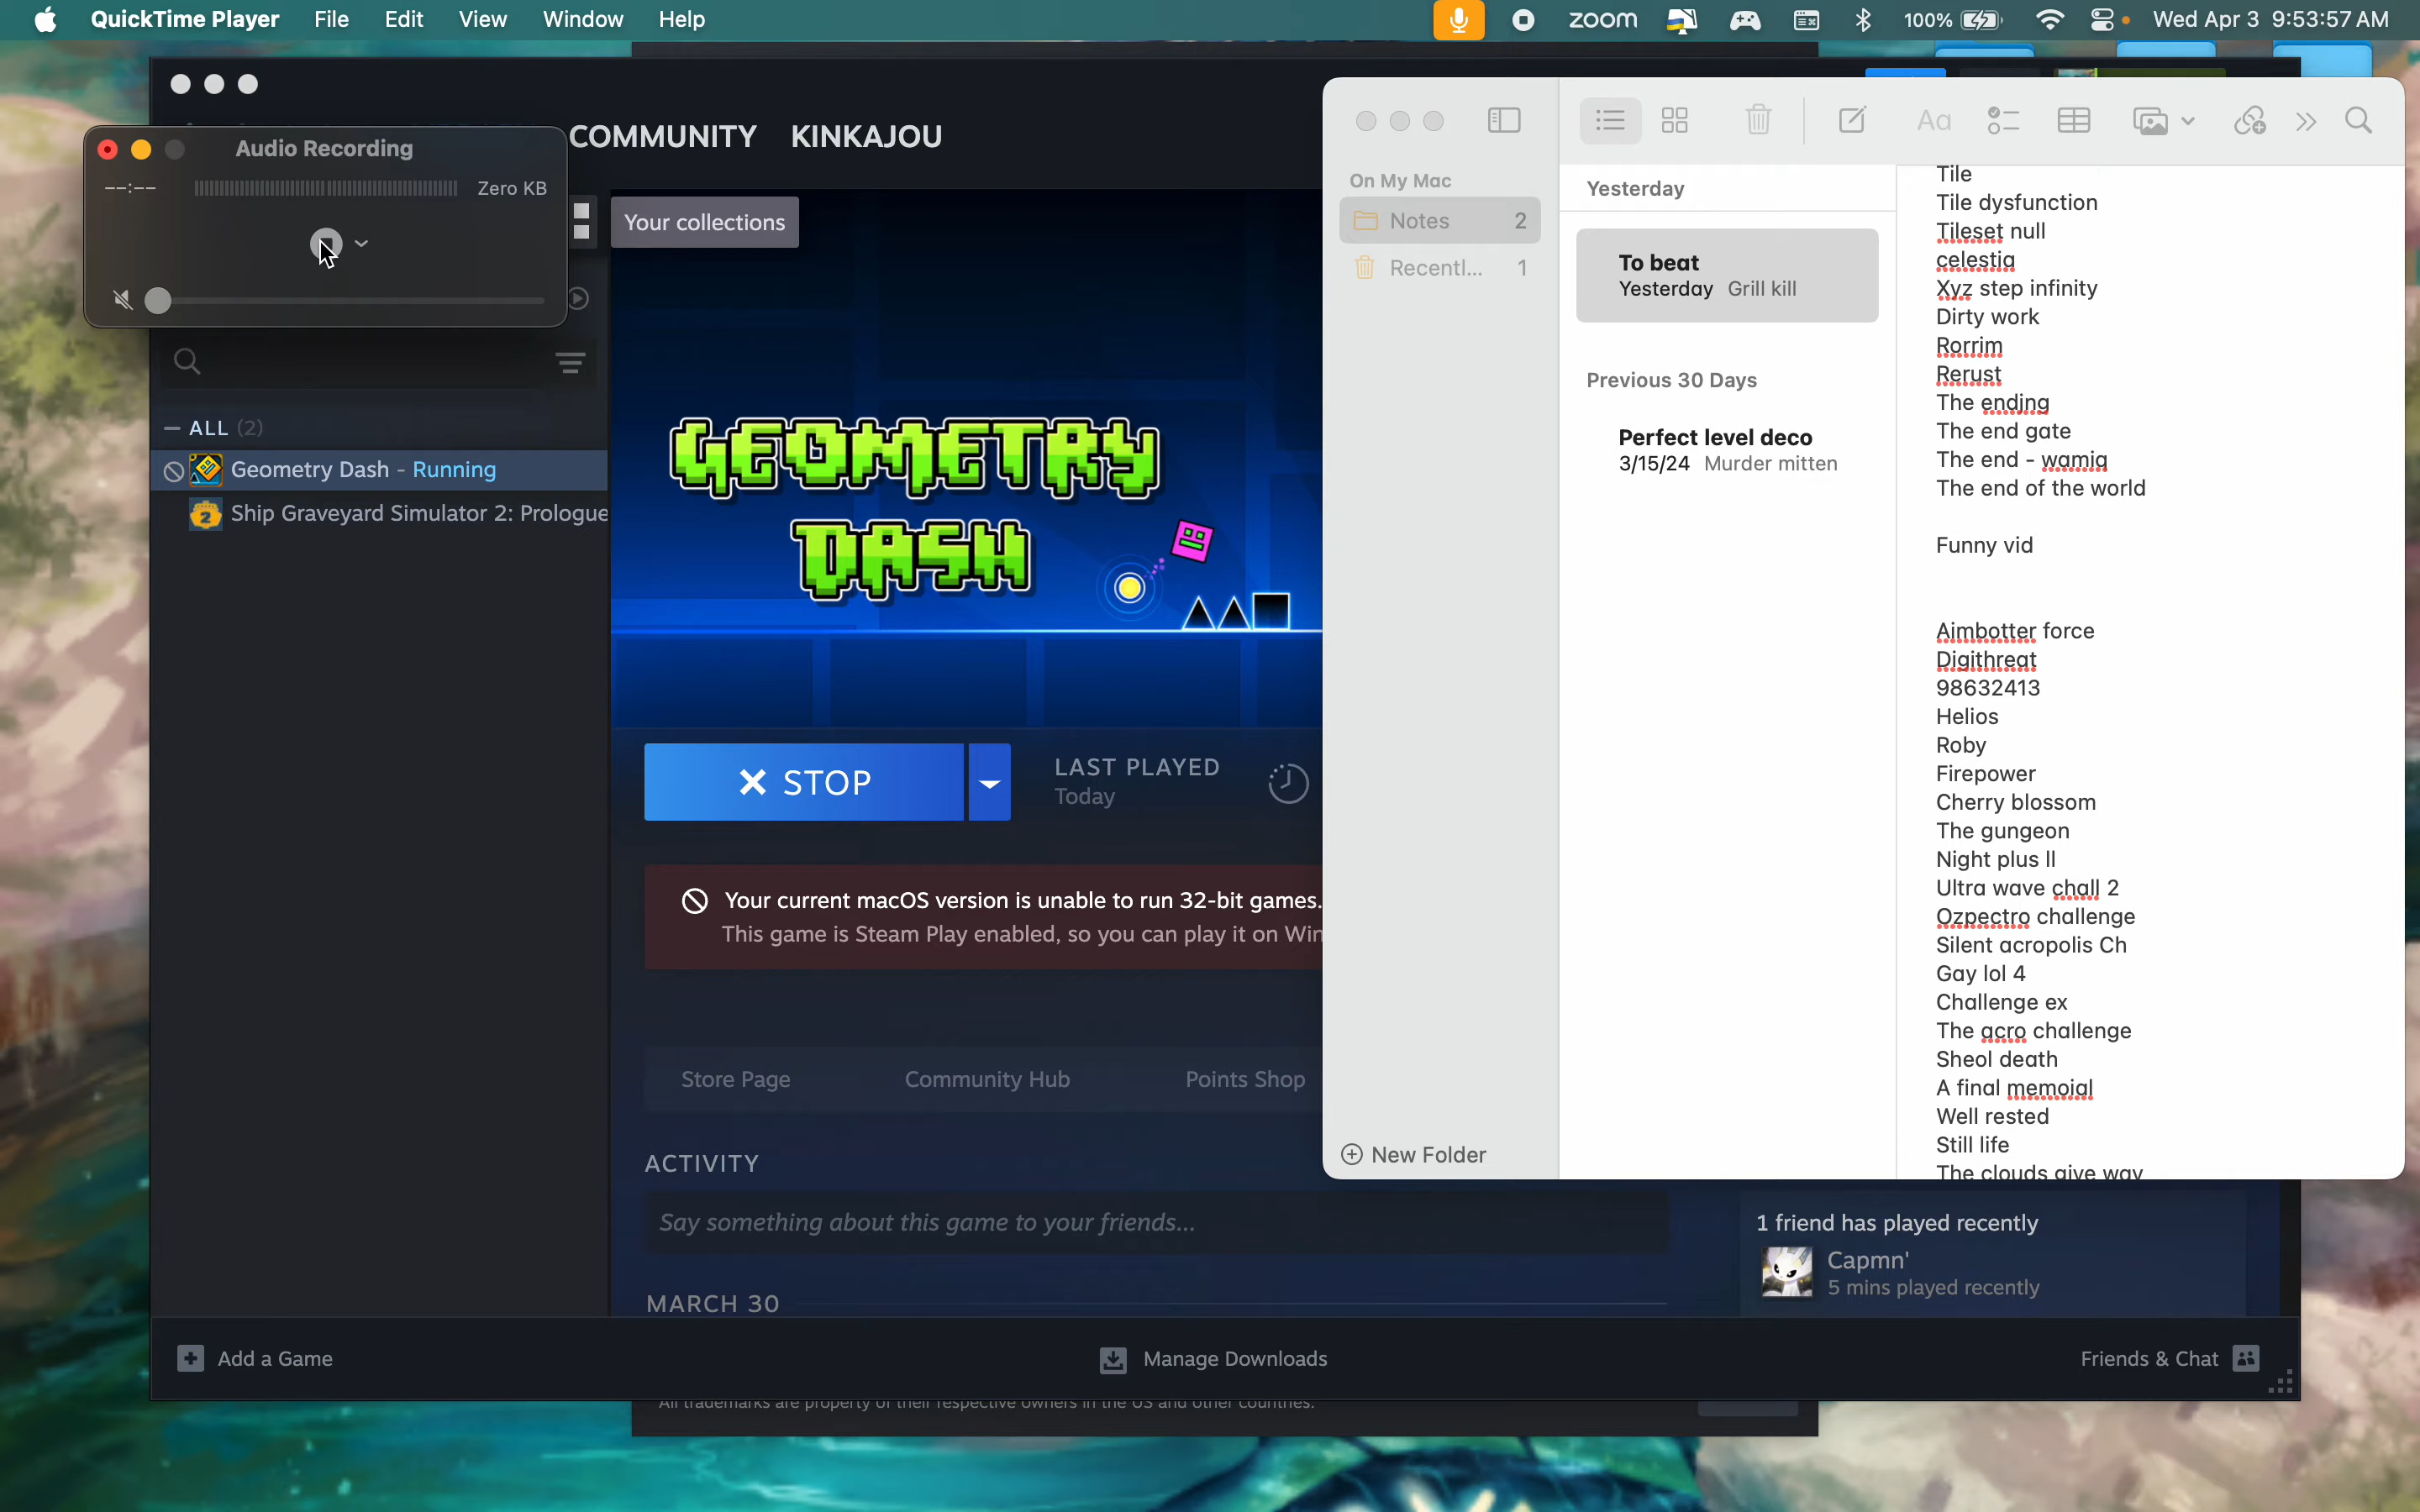 QuickTime Player File Edit View Window Help
zoom 100% Wed Apr 3 9:53:57 AM
COMMUNITY KINKAJOU
Audio Recording
--:-- Zero KB
Your collections
— ALL (2)
Geometry Dash - Running
2 Ship Graveyard Simulator 2: Prologue
GEOMETRY
DASH
STOP
LAST PLAYED
Today
Your current macOS version is unable to run 32-bit games.
This game is Steam Play enabled, so you can play it on Win
Store Page Community Hub Points Shop
ACTIVITY
Say something about this game to your friends...
MARCH 30
Aa
On My Mac
Notes 2
Recentl... 1
New Folder
Yesterday
To beat
Yesterday Grill kill
Previous 30 Days
Perfect level deco
3/15/24 Murder mitten
Tile
Tile dysfunction
Tileset null
celestia
Xyz step infinity
Dirty work
Rorrim
Rerust
The endjng
The end gate
The end - wamiq
The end of the world
Funny vid
Aimbotter force
Digithreat
98632413
Helios
Roby
Firepower
Cherry blossom
The gungeon
Night plus II
Ultra wave chall 2
Ozpectro challenge
Silent acropolis Ch
Gay lol 4
Challenge ex
The acro challenge
Sheol death
A final memoial
Well rested
Still life
The clouds give way
1 friend has played recently
Capmn'
5 mins played recently
Add a Game Manage Downloads Friends & Chat
All trademarks are property of their respective owners in the US and other countries.